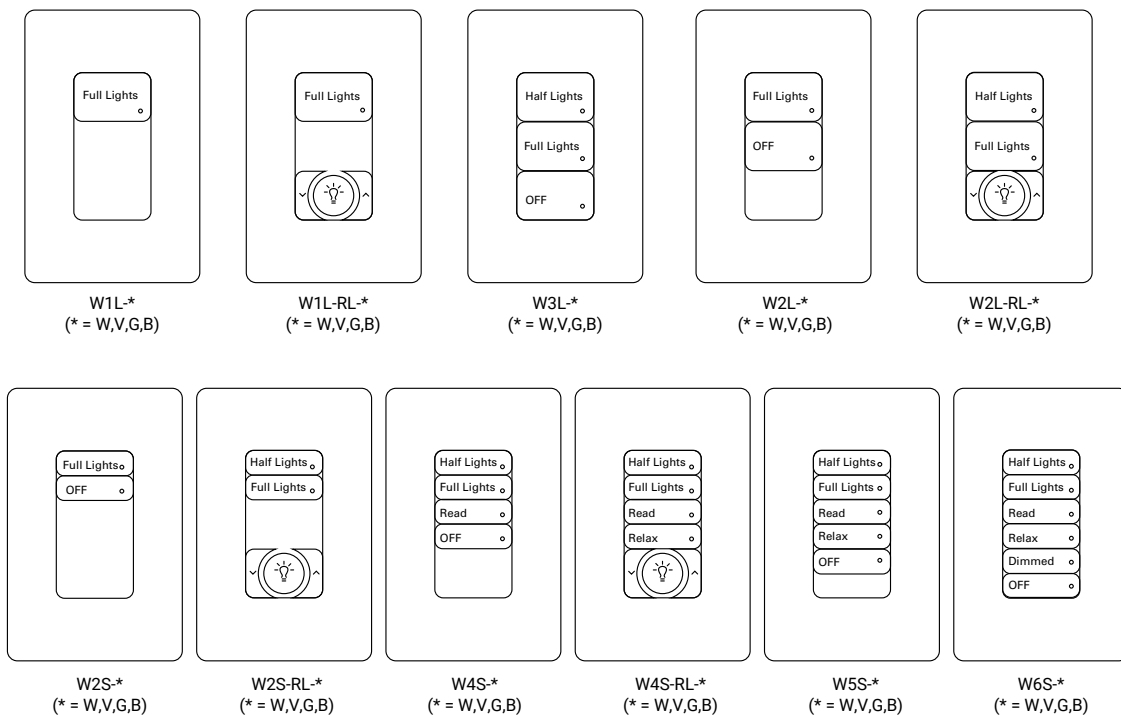 Full Lights
Full Lights
Half Lights
Full Lights
OFF
Full Lights
OFF
Half Lights
Full Lights
W1L-*
(* = W,V,G,B)
W1L-RL-*
(* = W,V,G,B)
W3L-*
(* = W,V,G,B)
W2L-*
(* = W,V,G,B)
W2L-RL-*
(* = W,V,G,B)
Full Lights
OFF
Half Lights
Full Lights
Half Lights
Full Lights
Read
OFF
Half Lights
Full Lights
Read
Relax
Half Lights
Full Lights
Read
Relax
OFF
Half Lights
Full Lights
Read
Relax
Dimmed
OFF
W2S-*
(* = W,V,G,B)
W2S-RL-*
(* = W,V,G,B)
W4S-*
(* = W,V,G,B)
W4S-RL-*
(* = W,V,G,B)
W5S-*
(* = W,V,G,B)
W6S-*
(* = W,V,G,B)